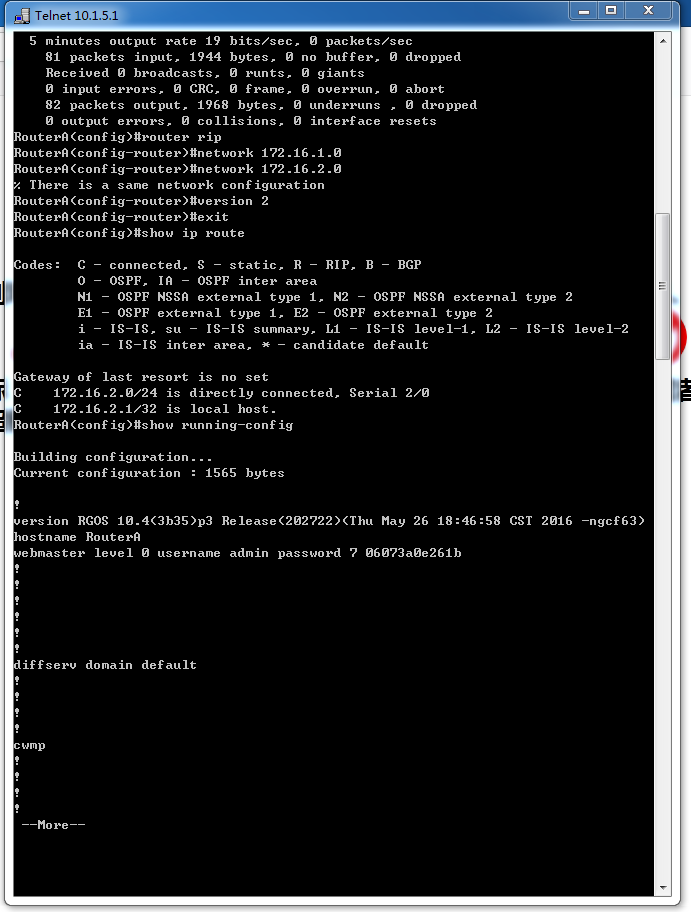 Telnet 10.1.5.1
5 minutes output rate 19 bits/sec, 0 packets/sec
81 packets input, 1944 bytes, 0 no buffer, 0 dropped
Received 0 broadcasts, 0 runts, 0 giants
0 input errors, 0 CRC, 0 frame, 0 overrun, 0 abort
82 packets output, 1968 bytes, 0 underruns , 0 dropped
0 output errors, 0 collisions, 0 interface resets
RouterA(config)#router rip
RouterA(config-router)#network 172.16.1.0
RouterA(config-router)#network 172.16.2.0
% There is a same network configuration
RouterA(config-router)#version 2
RouterA(config-router)#exit
RouterA(config)#show ip route
Codes:  C - connected, S - static, R - RIP, B - BGP
O - OSPF, IA - OSPF inter area
N1 - OSPF NSSA external type 1, N2 - OSPF NSSA external type 2
E1 - OSPF external type 1, E2 - OSPF external type 2
i - IS-IS, su - IS-IS summary, L1 - IS-IS level-1, L2 - IS-IS level-2
ia - IS-IS inter area, * - candidate default
Gateway of last resort is no set
C    172.16.2.0/24 is directly connected, Serial 2/0
C    172.16.2.1/32 is local host.
RouterA(config)#show running-config
Building configuration...
Current configuration : 1565 bytes
!
version RGOS 10.4(3b35)p3 Release(202722)(Thu May 26 18:46:58 CST 2016 -ngcf63)
hostname RouterA
webmaster level 0 username admin password 7 06073a0e261b
!
!
!
!
!
!
diffserv domain default
!
!
!
!
cwmp
!
!
!
!
--More--